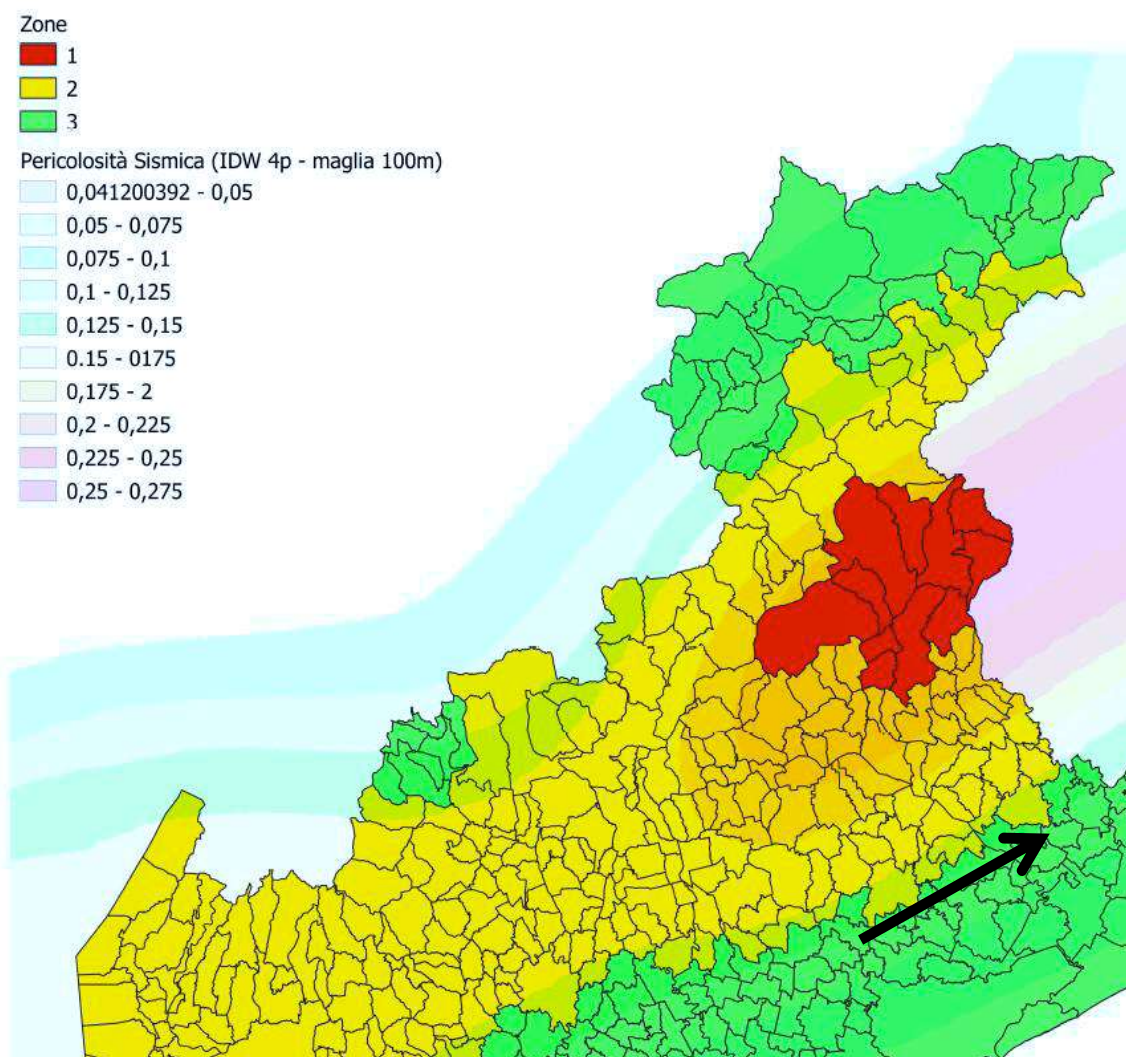 Zone
1
2
3
Pericolosità Sismica (IDW 4p - maglia 100m)
0,041200392 - 0,05
0,05 - 0,075
0,075 - 0,1
0,1 - 0,125
0,125 - 0,15
0.15 - 0175
0,175 - 2
0,2 - 0,225
0,225 - 0,25
0,25 - 0,275